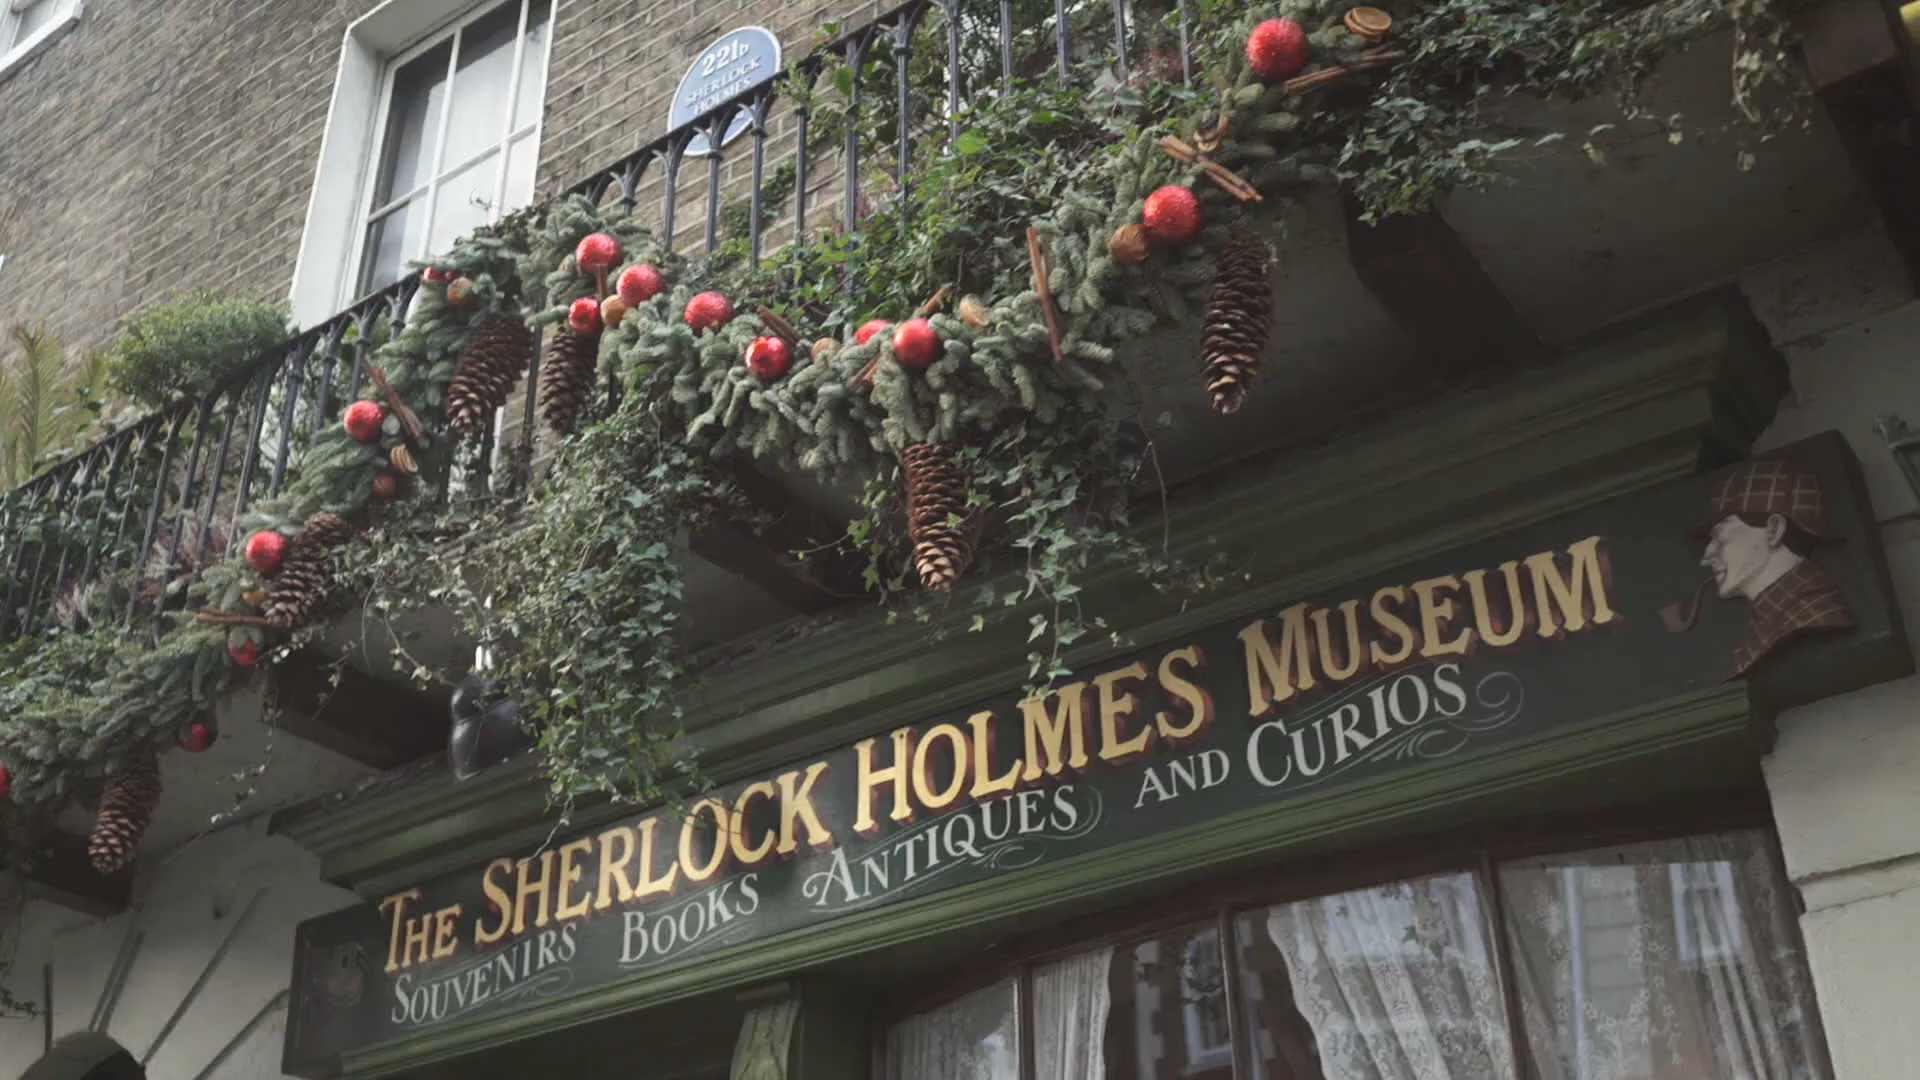 221b
SHERLOCK
HOLMES
THE SHERLOCK HOLMES MUSEUM
SOUVENIRS BOOKS ANTIQUES AND CURIOS